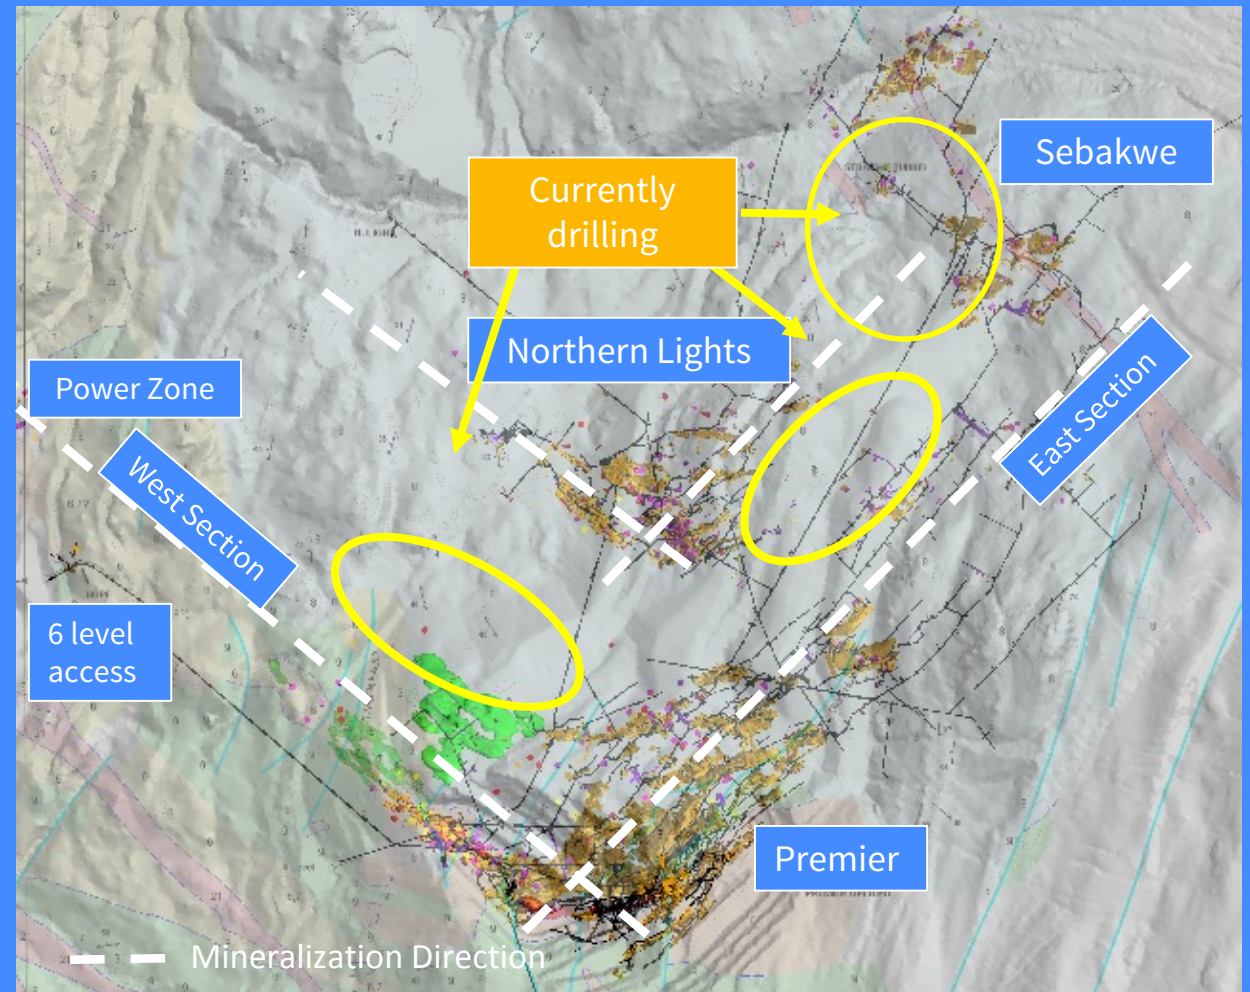 Sebakwe
Currently
drilling
Northern Lights
Power Zone
East Section
West Section
6 level
access
Premier
Mineralization Direction